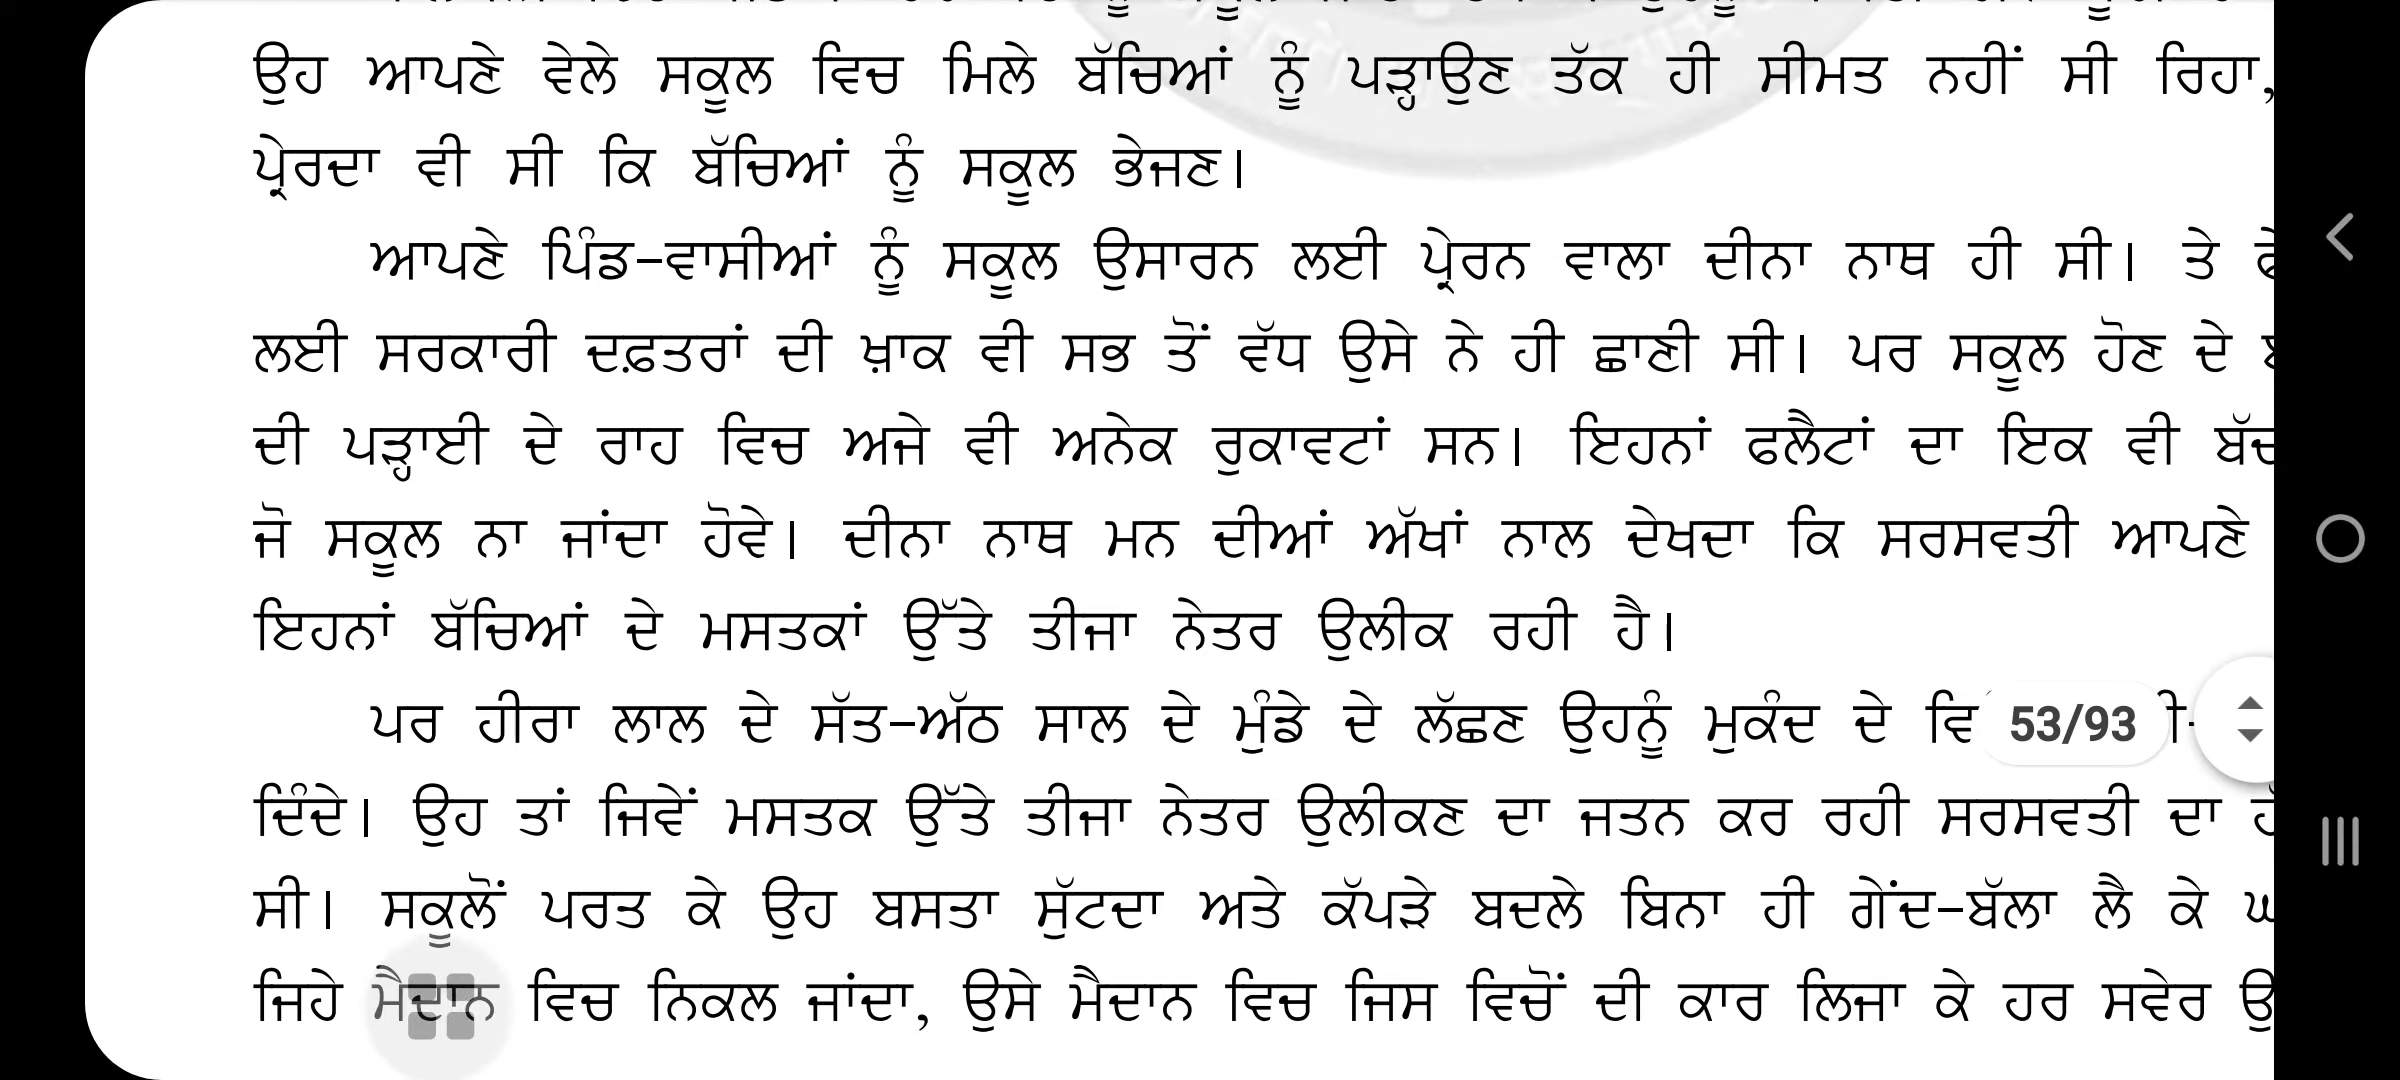 ਉਹ ਆਪਣੇ ਵੇਲੇ ਸਕੂਲ ਵਿਚ ਮਿਲੇ ਬੱਚਿਆਂ ਨੂੰ ਪੜ੍ਹਾਉਣ ਤੱਕ ਹੀ ਸੀਮਤ ਨਹੀਂ ਸੀ ਰਿਹਾ,
ਪ੍ਰੇਰਦਾ ਵੀ ਸੀ ਕਿ ਬੱਚਿਆਂ ਨੂੰ ਸਕੂਲ ਭੇਜਣ।
ਆਪਣੇ ਪਿੰਡ-ਵਾਸੀਆਂ ਨੂੰ ਸਕੂਲ ਉਸਾਰਨ ਲਈ ਪ੍ਰੇਰਨ ਵਾਲਾ ਦੀਨਾ ਨਾਥ ਹੀ ਸੀ। ਤੇ
ਲਈ ਸਰਕਾਰੀ ਦਫ਼ਤਰਾਂ ਦੀ ਖ਼ਾਕ ਵੀ ਸਭ ਤੋਂ ਵੱਧ ਉਸੇ ਨੇ ਹੀ ਛਾਣੀ ਸੀ। ਪਰ ਸਕੂਲ ਹੋਣ ਦੇ
ਦੀ ਪੜ੍ਹਾਈ ਦੇ ਰਾਹ ਵਿਚ ਅਜੇ ਵੀ ਅਨੇਕ ਰੁਕਾਵਟਾਂ ਸਨ। ਇਹਨਾਂ ਫਲੈਟਾਂ ਦਾ ਇਕ ਵੀ
ਜੋ ਸਕੂਲ ਨਾ ਜਾਂਦਾ ਹੋਵੇ। ਦੀਨਾ ਨਾਥ ਮਨ ਦੀਆਂ ਅੱਖਾਂ ਨਾਲ ਦੇਖਦਾ ਕਿ ਸਰਸਵਤੀ ਆਪਣੇ
ਇਹਨਾਂ ਬੱਚਿਆਂ ਦੇ ਮਸਤਕਾਂ ਉੱਤੇ ਤੀਜਾ ਨੇਤਰ ਉਲੀਕ ਰਹੀ ਹੈ।
ਪਰ ਹੀਰਾ ਲਾਲ ਦੇ ਸੱਤ-ਅੱਠ ਸਾਲ ਦੇ ਮੁੰਡੇ ਦੇ ਲੱਛਣ ਉਹਨੂੰ ਮੁਕੰਦ ਦੇ 53/93
ਦਿੰਦੇ। ਉਹ ਤਾਂ ਜਿਵੇਂ ਮਸਤਕ ਉੱਤੇ ਤੀਜਾ ਨੇਤਰ ਉਲੀਕਣ ਦਾ ਜਤਨ ਕਰ ਰਹੀ ਸਰਸਵਤੀ ਦਾ
ਸੀ। ਸਕੂਲੋਂ ਪਰਤ ਕੇ ਉਹ ਬਸਤਾ ਸੁੱਟਦਾ ਅਤੇ ਕੱਪੜੇ ਬਦਲੇ ਬਿਨਾ ਹੀ ਗੇਂਦ-ਬੱਲਾ ਲੈ ਕੇ
ਜਿਹੇ ਮੈਦਾਨ ਵਿਚ ਨਿਕਲ ਜਾਂਦਾ, ਉਸੇ ਮੈਦਾਨ ਵਿਚ ਜਿਸ ਵਿਚੋਂ ਦੀ ਕਾਰ ਲਿਜਾ ਕੇ ਹਰ ਸਵੇਰ